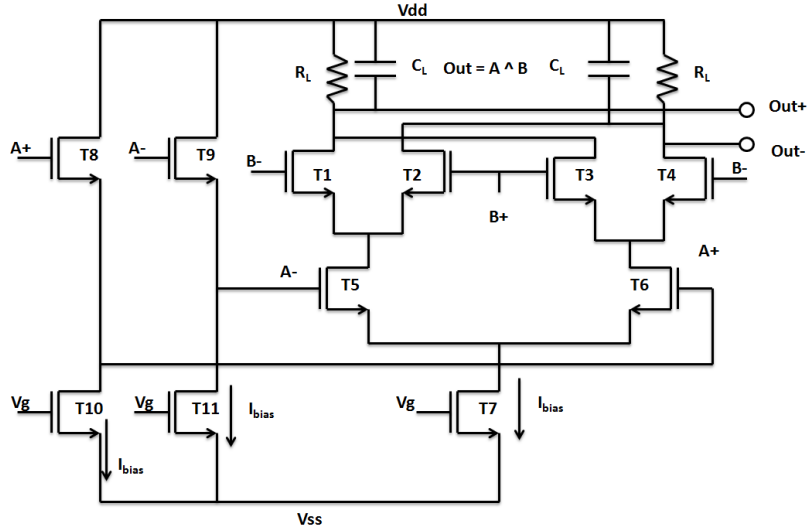 Vdd
RL
CL
Out = A ^ B
CL
RL
Out+
Out-
A+
T8
A-
T9
B-
T1
T2
T3
T4
B-
B+
A-
T5
T6
A+
Vg
T10
Vg
T11
Ibias
Vg
T7
Ibias
Ibias
Vss